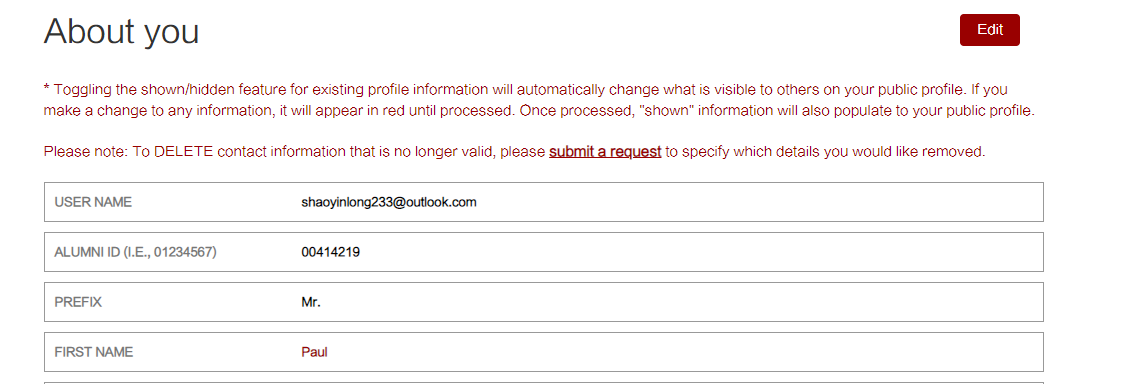 About you
Edit
* Toggling the shown/hidden feature for existing profile information will automatically change what is visible to others on your public profile. If you
make a change to any information, it will appear in red until processed. Once processed, "shown" information will also populate to your public profile.
Please note: To DELETE contact information that is no longer valid, please submit a request to specify which details you would like removed.
USER NAME shaoyinlong233@outlook.com
ALUMNI ID (I.E., 01234567) 00414219
PREFIX Mr.
FIRST NAME Paul